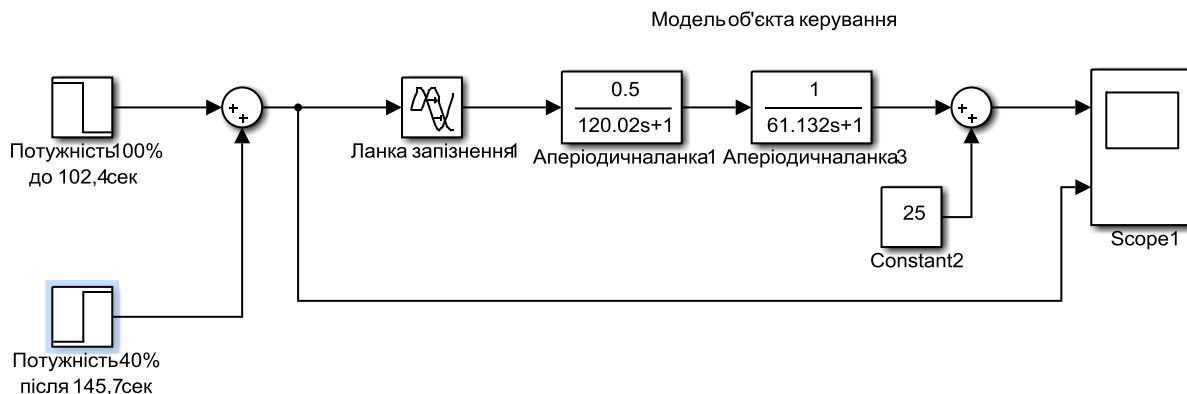 Модель об'єкта керування
Потужність100%
до 102,4сек
+
+
Ланка запізнення1
0.5
120.02s+1
Аперіодичналанка1
1
61.132s+1
Аперіодичналанка3
+
+
25
Constant2
Scope1
Потужність40%
після 145,7сек